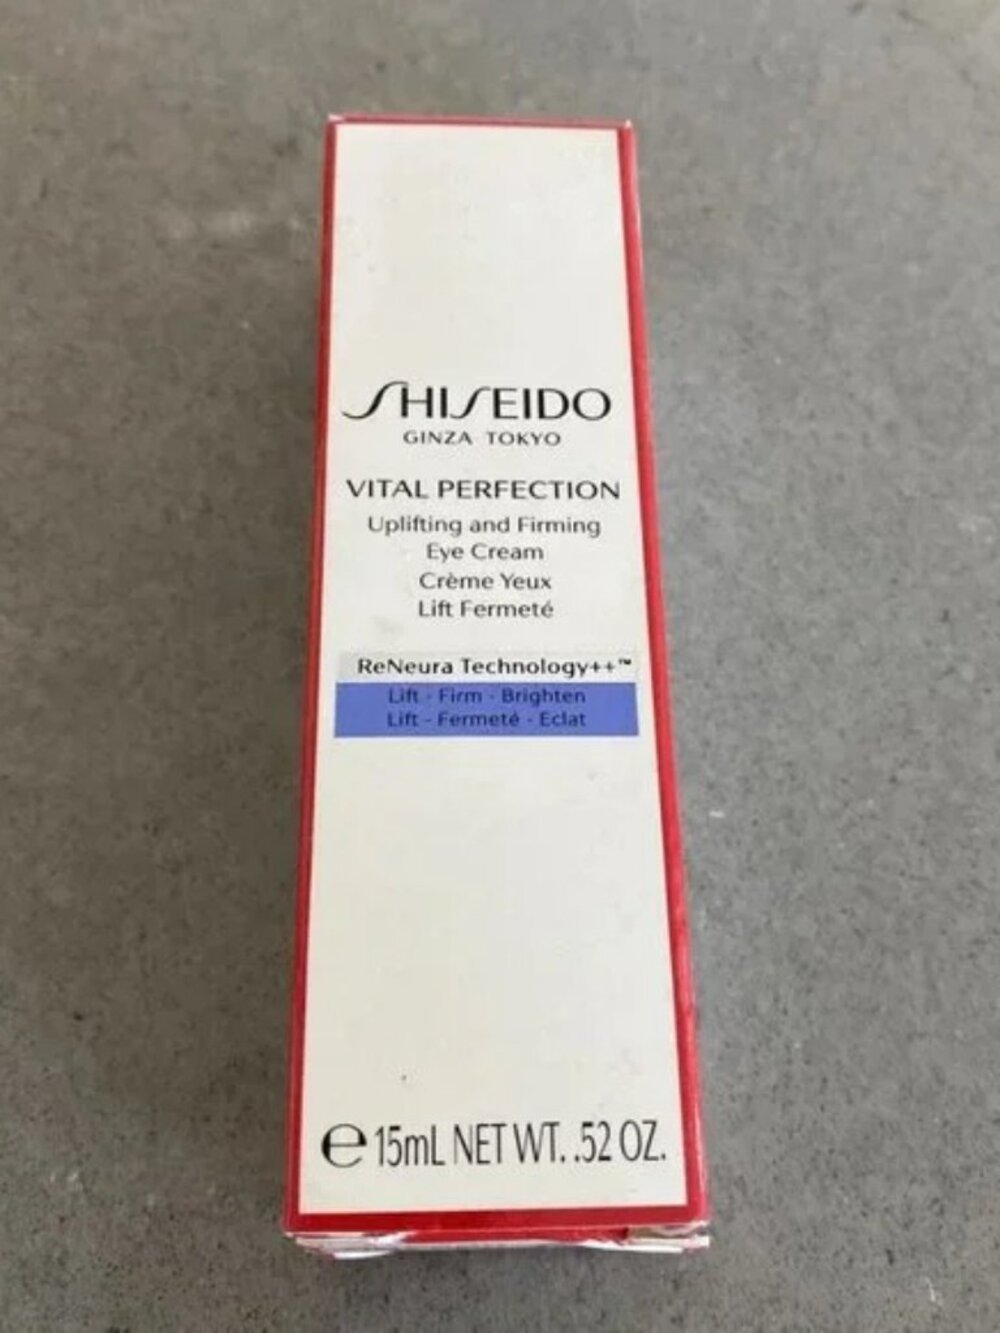 SHISEIDO
GINZA TOKYO
VITAL PERFECTION
Uplifting and Firming
Eye Cream
Crème Yeux
Lift Fermeté
ReNeura Technology++™
Lift - Firm - Brighten
Lift - Fermeté - Eclat
℮ 15mL NET WT. .52 OZ.